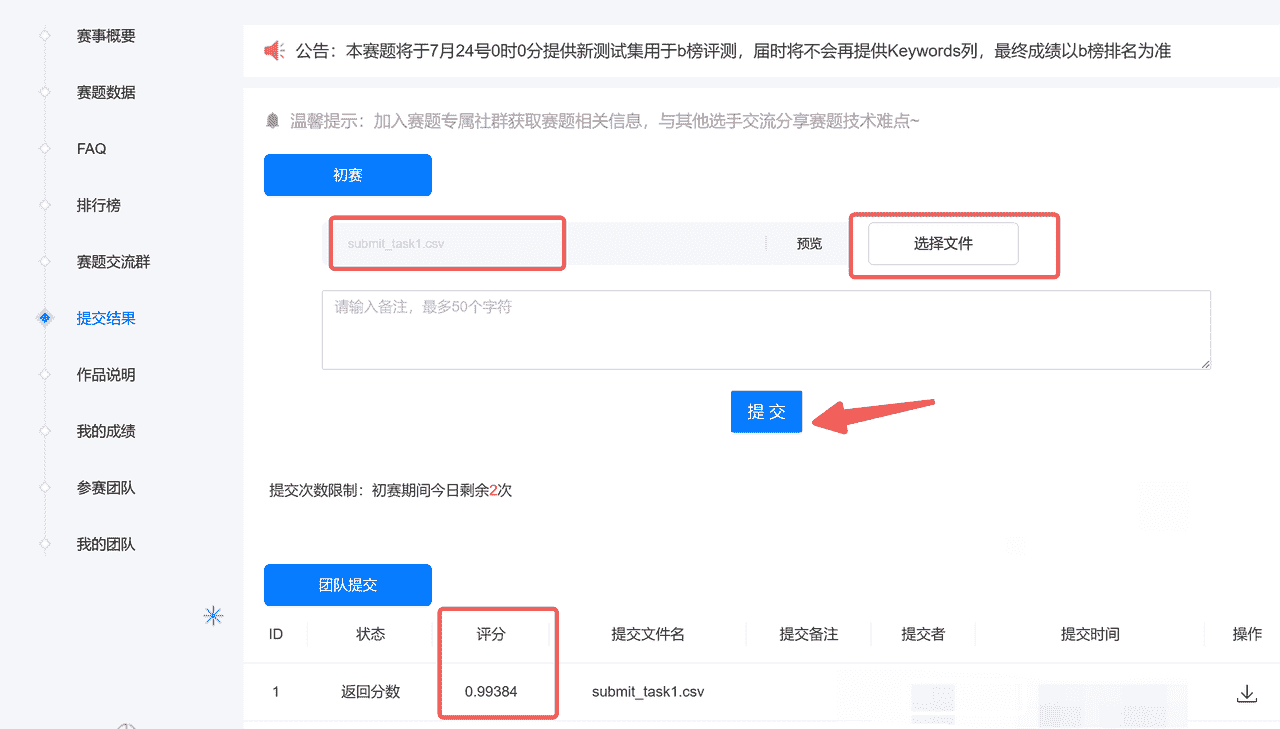 赛事概要
赛题数据
FAQ
排行榜
赛题交流群
提交结果
作品说明
我的成绩
参赛团队
我的团队
公告：本赛题将于7月24号0时0分提供新测试集用于b榜评测，届时将不会再提供Keywords列，最终成绩以b榜排名为准
温馨提示：加入赛题专属社群获取赛题相关信息，与其他选手交流分享赛题技术难点~
初赛
submit_task1.csv 预览 选择文件
请输入备注，最多50个字符
提 交
提交次数限制：初赛期间今日剩余2次
团队提交
ID 状态 评分 提交文件名 提交备注 提交者 提交时间 操作
1 返回分数 0.99384 submit_task1.csv